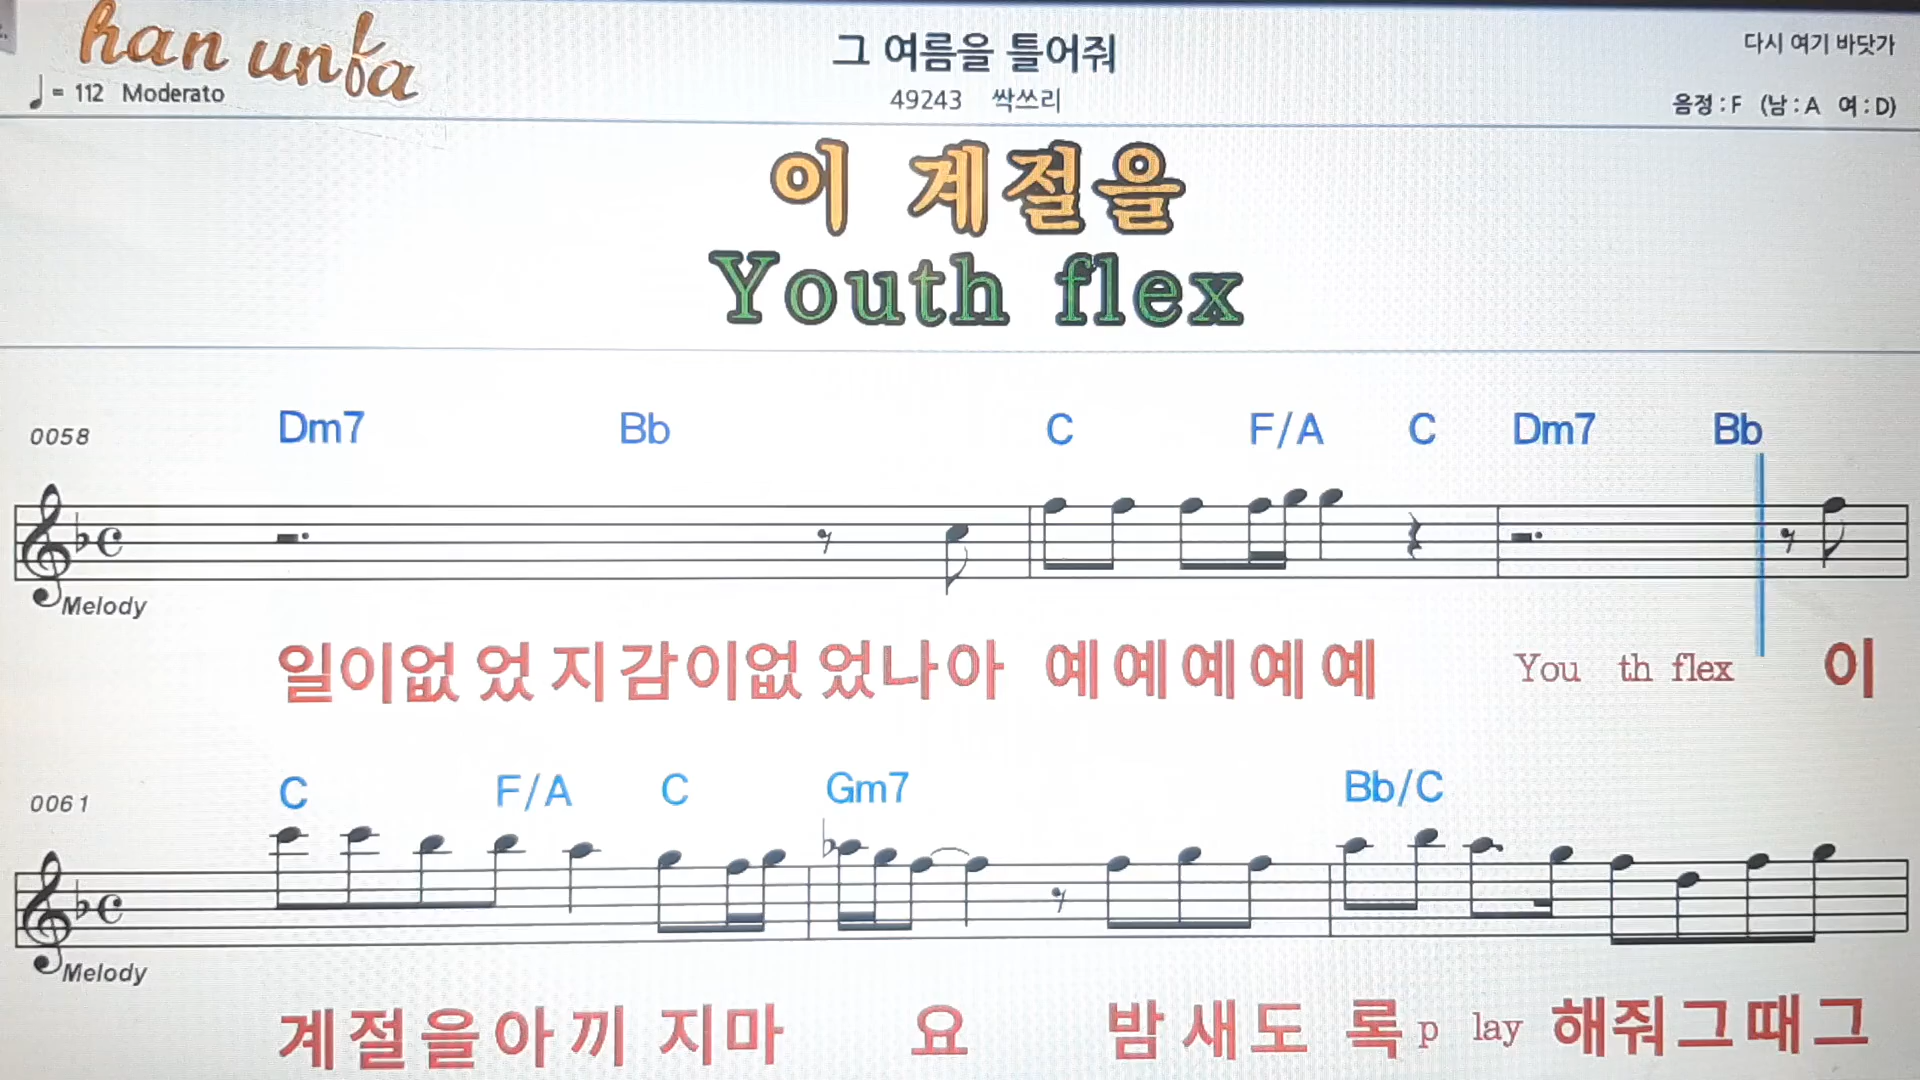 han unfa
그 여름을 틀어줘
다시 여기 바닷가
♩= 112 Moderato
49243 싹쓰리
음정 : F (남 : A 여 : D)
이 계절을
Youth flex
0058 Dm7 Bb C F/A C Dm7 Bb
Melody
일이없 었 지 감이없 었나아 예 예 예 예 예 You th flex 이
0061 C F/A C Gm7 Bb/C
Melody
계 절 을 아 끼 지마 요 밤 새도 록 p lay 해줘그때그